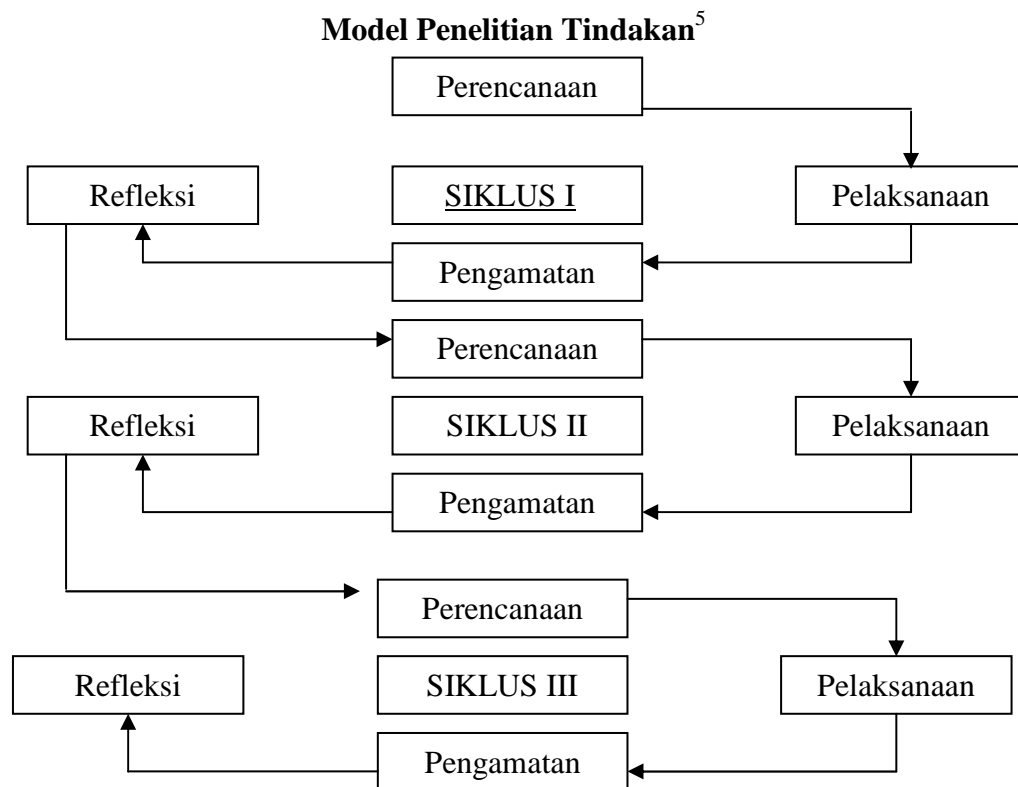 Model Penelitian Tindakan5
Perencanaan
Refleksi
SIKLUS I
Pelaksanaan
Pengamatan
Perencanaan
Refleksi
SIKLUS II
Pelaksanaan
Pengamatan
Perencanaan
Refleksi
SIKLUS III
Pelaksanaan
Pengamatan